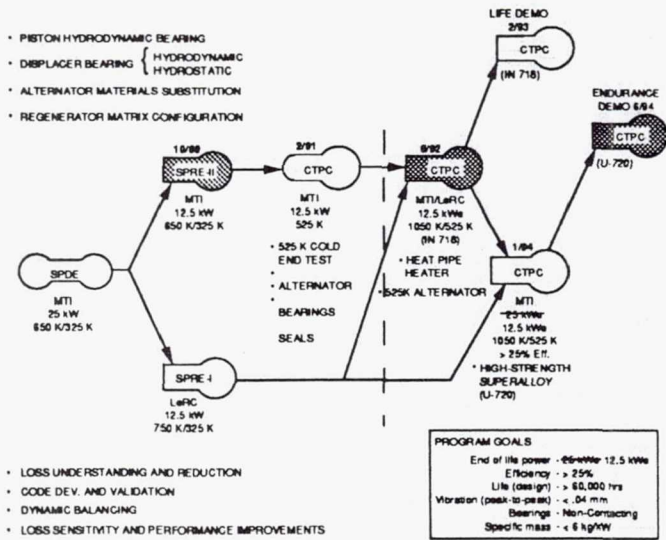 • PISTON HYDRODYNAMIC BEARING
• DISPLACER BEARING { HYDRODYNAMIC
HYDROSTATIC
• ALTERNATOR MATERIALS SUBSTITUTION
• REGENERATOR MATRIX CONFIGURATION
LIFE DEMO
2/93
CTPC
(IN 718)
ENDURANCE
DEMO 6/94
CTPC
(U-720)
SPRE-II
MTI
12.5 kW
650 K/325 K
2/91
CTPC
MTI
12.5 kW
525 K
• 525 K COLD
END TEST
•
• ALTERNATOR
•
BEARINGS
SEALS
CTPC
MTI/LeRC
12.5 kWe
1050 K/525 K
(IN 718)
• HEAT PIPE
HEATER
• 525K ALTERNATOR
1/94
CTPC
MTI
25 kWe
12.5 kWe
1050 K/525 K
> 25% Eff.
• HIGH-STRENGTH
SUPERALLOY
(U-720)
SPDE
MTI
25 kW
650 K/325 K
SPRE-I
LeRC
12.5 kW
750 K/325 K
• LOSS UNDERSTANDING AND REDUCTION
• CODE DEV. AND VALIDATION
• DYNAMIC BALANCING
• LOSS SENSITIVITY AND PERFORMANCE IMPROVEMENTS
PROGRAM GOALS
End of life power - 25 kWe 12.5 kWe
Efficiency - > 25%
Life (design) - > 60,000 hrs
Vibration (peak-to-peak) - < .04 mm
Bearings - Non-Contacting
Specific mass - < 6 kg/kW